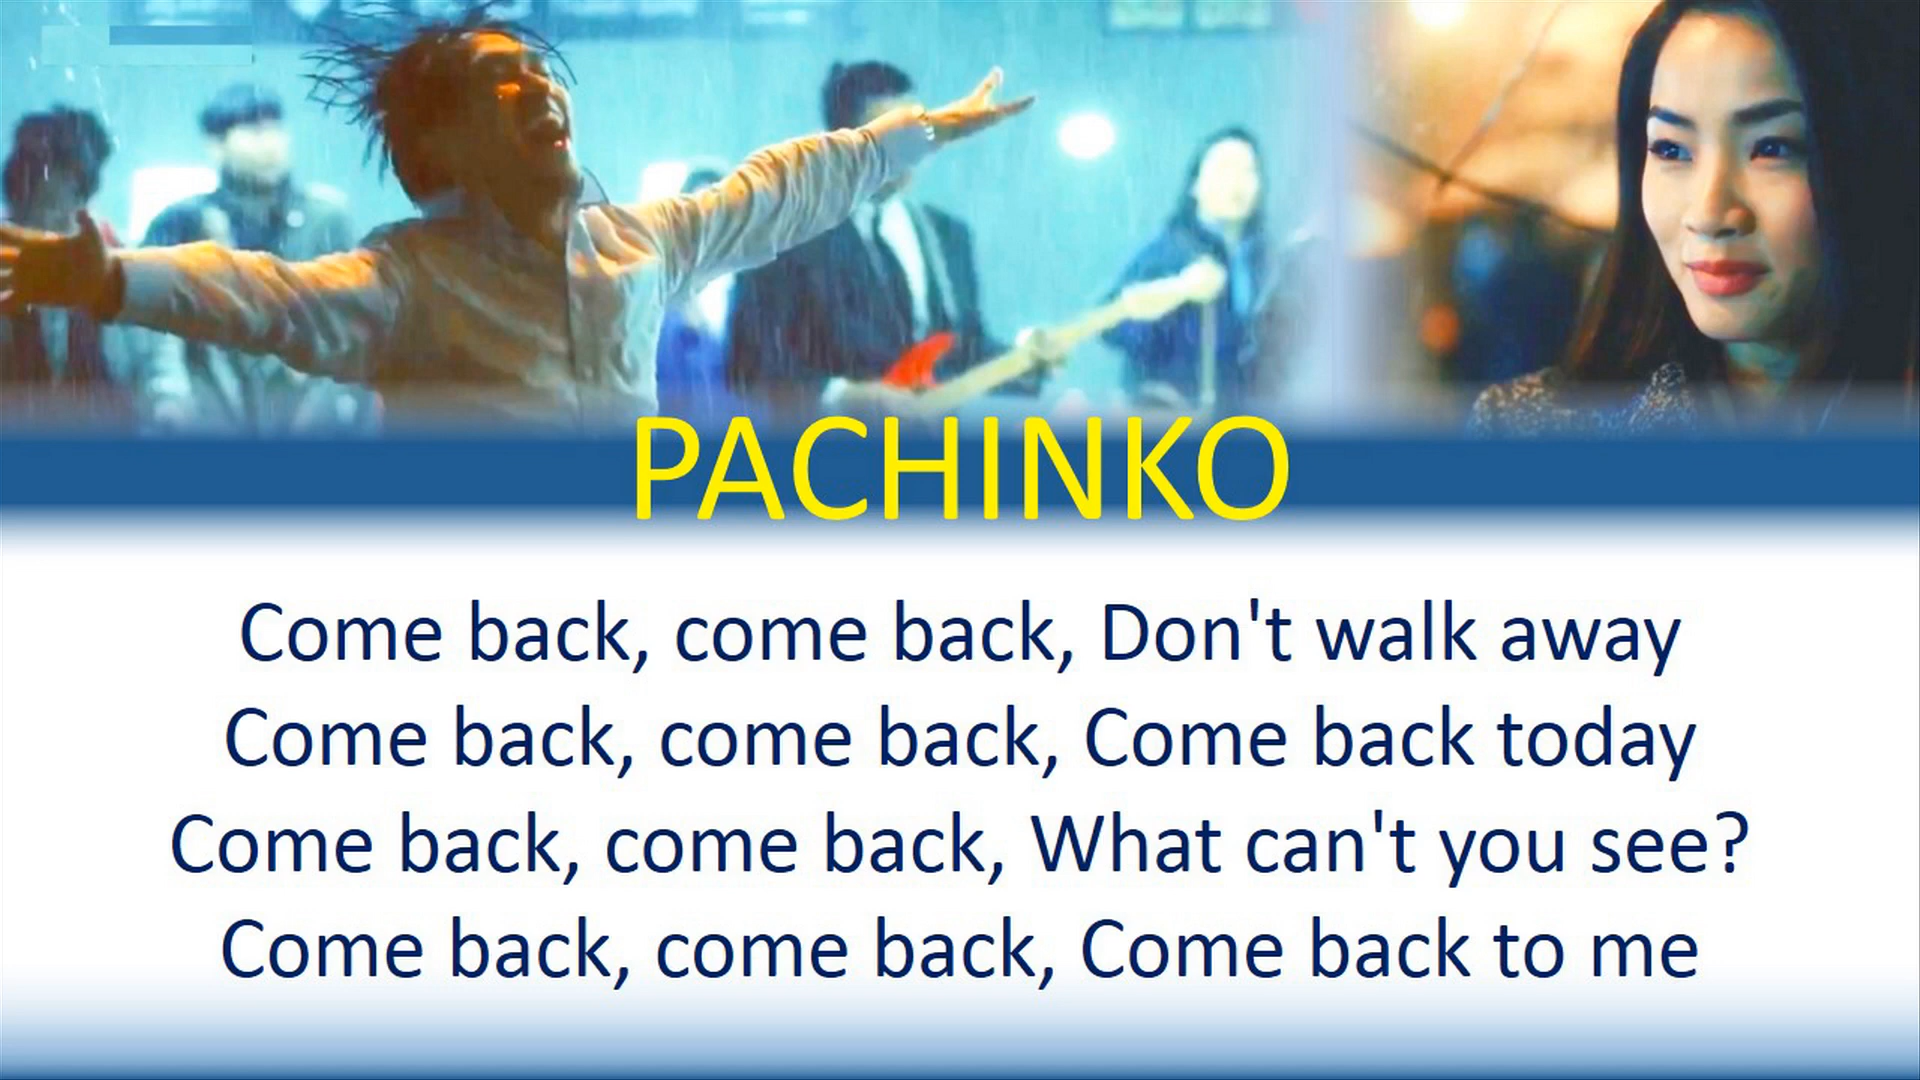 PACHINKO
Come back, come back, Don't walk away
Come back, come back, Come back today
Come back, come back, What can't you see?
Come back, come back, Come back to me